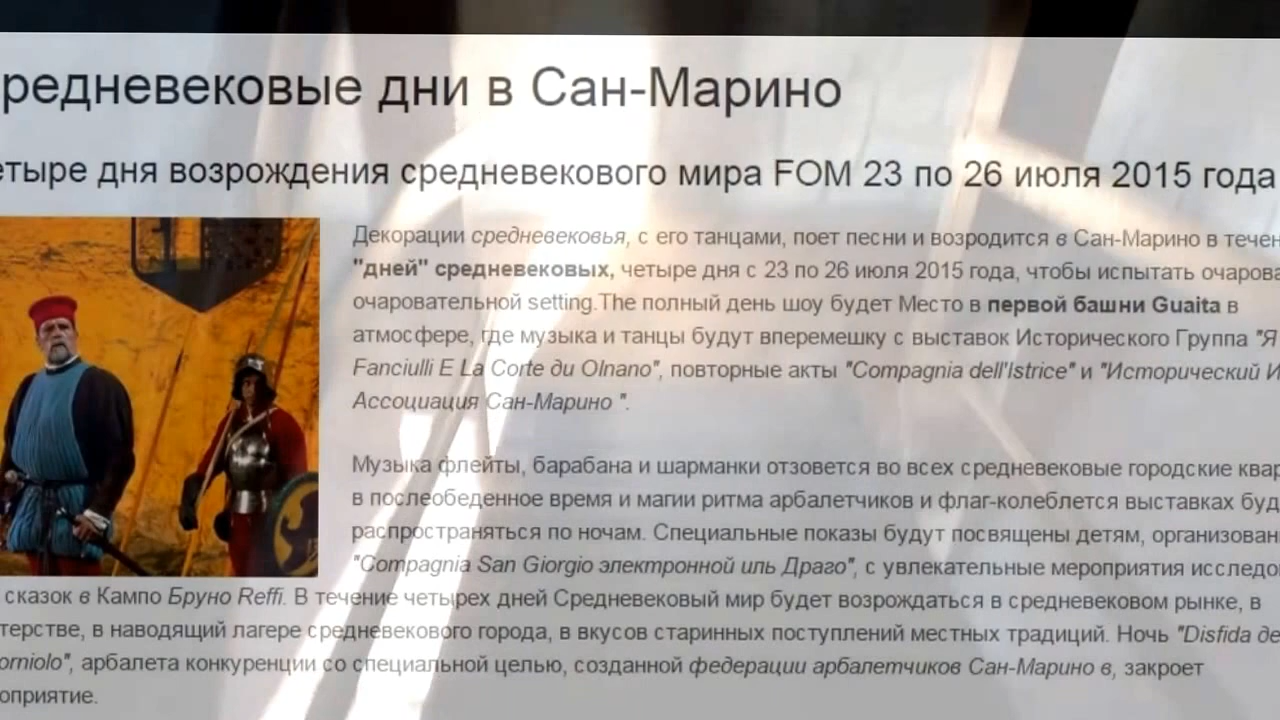 редневековые дни в Сан-Марино
етыре дня возрождения средневекового мира FOM 23 по 26 июля 2015 года
Декорации средневековья, с его танцами, поет песни и возродится в Сан-Марино в течен
"дней" средневековых, четыре дня с 23 по 26 июля 2015 года, чтобы испытать очарова
очаровательной setting.The полный день шоу будет Место в первой башни Guaita в
атмосфере, где музыка и танцы будут вперемешку с выставок Исторического Группа "Я
Fanciulli E La Corte du Olnano", повторные акты "Compagnia dell'Istrice" и "Исторический И
Ассоциация Сан-Марино ".
Музыка флейты, барабана и шарманки отзовется во всех средневековые городские квар
в послеобеденное время и магии ритма арбалетчиков и флаг-колеблется выставках буд
распространяться по ночам. Специальные показы будут посвящены детям, организован
"Compagnia San Giorgio электронной иль Драго", с увлекательные мероприятия исследо
сказок в Кампо Бруно Reffi. В течение четырех дней Средневековый мир будет возрождаться в средневековом рынке, в
терстве, в наводящий лагере средневекового города, в вкусов старинных поступлений местных традиций. Ночь "Disfida de
orniolo", арбалета конкуренции со специальной целью, созданной федерации арбалетчиков Сан-Марино в, закроет
оприятие.